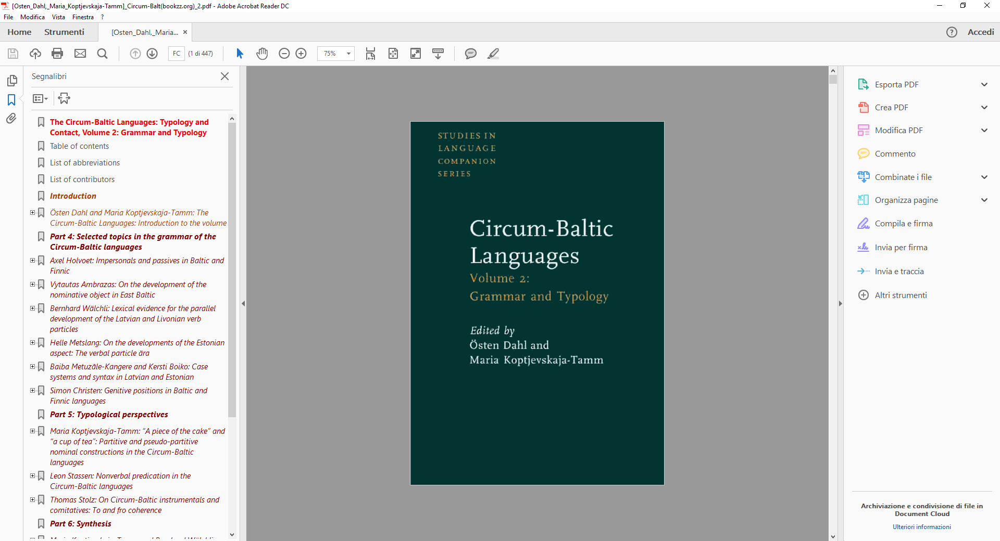 [Osten_Dahl,_Maria_Koptjevskaja-Tamm]_Circum-Balt(bookzz.org)_2.pdf - Adobe Acrobat Reader DC
File Modifica Vista Finestra ?
Home Strumenti [Osten_Dahl,_Maria... × Accedi
FC (1 di 447) 75%
Segnalibri
The Circum-Baltic Languages: Typology and
Contact, Volume 2: Grammar and Typology
Table of contents
List of abbreviations
List of contributors
Introduction
Östen Dahl and Maria Koptjevskaja-Tamm: The
Circum-Baltic Languages: Introduction to the volume
Part 4: Selected topics in the grammar of the
Circum-Baltic languages
Axel Holvoet: Impersonals and passives in Baltic and
Finnic
Vytautas Ambrazas: On the development of the
nominative object in East Baltic
Bernhard Wälchli: Lexical evidence for the parallel
development of the Latvian and Livonian verb
particles
Helle Metslang: On the developments of the Estonian
aspect: The verbal particle ära
Baiba Metuzāle-Kangere and Kersti Boiko: Case
systems and syntax in Latvian and Estonian
Simon Christen: Genitive positions in Baltic and
Finnic languages
Part 5: Typological perspectives
Maria Koptjevskaja-Tamm: “A piece of the cake” and
“a cup of tea”: Partitive and pseudo-partitive
nominal constructions in the Circum-Baltic
languages
Leon Stassen: Nonverbal predication in the
Circum-Baltic languages
Thomas Stolz: On Circum-Baltic instrumentals and
comitatives: To and fro coherence
Part 6: Synthesis
STUDIES IN
LANGUAGE
COMPANION
SERIES
Circum-Baltic
Languages
Volume 2:
Grammar and Typology
Edited by
Östen Dahl and
Maria Koptjevskaja-Tamm
Esporta PDF
Crea PDF
Modifica PDF
Commento
Combinate i file
Organizza pagine
Compila e firma
Invia per firma
Invia e traccia
Altri strumenti
Archiviazione e condivisione di file in
Document Cloud
Ulteriori informazioni